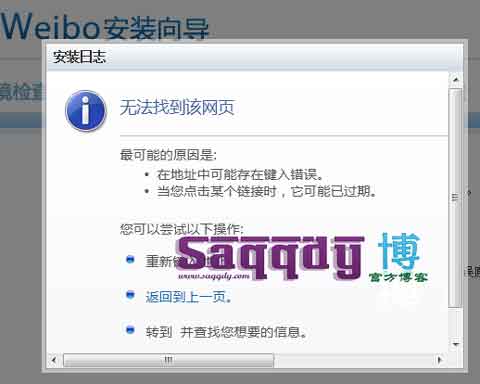 Weibo安装向导
境检查
安装日志
无法找到该网页
最可能的原因是:
• 在地址中可能存在键入错误。
• 当您点击某个链接时，它可能已过期。
您可以尝试以下操作:
重新键
Saqqdy 博
www.saqqdy.com 官方博客
返回到上一页。
转到 并查找您想要的信息。